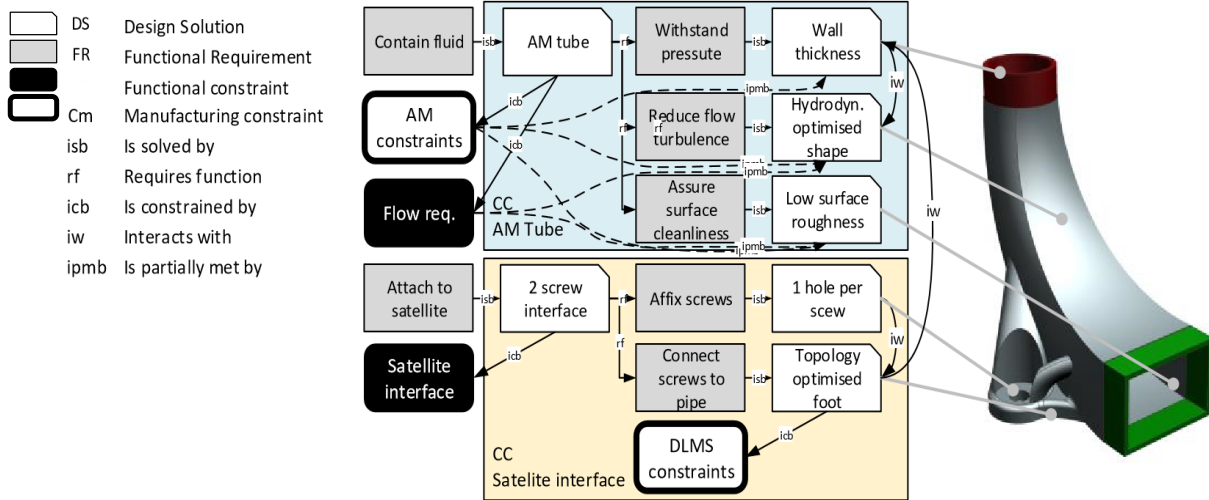 DS Design Solution
FR Functional Requirement
Functional constraint
Cm Manufacturing constraint
isb Is solved by
rf Requires function
icb Is constrained by
iw Interacts with
ipmb Is partially met by
Contain fluid
isb
AM tube
rf
Withstand
pressute
isb
Wall
thickness
iw
icb
ipmb
AM
constraints
rf
rf
Reduce flow
turbulence
isb
Hydrodyn.
optimised
shape
icb
ipmb
ipmb
Flow req.
CC
AM Tube
Assure
surface
cleanliness
isb
Low surface
roughness
iw
ipmb
ipmb
Attach to
satellite
isb
2 screw
interface
rf
Affix screws
isb
1 hole per
scew
rf
iw
icb
Satellite
interface
Connect
screws to
pipe
isb
Topology
optimised
foot
icb
DLMS
constraints
CC
Satelite interface